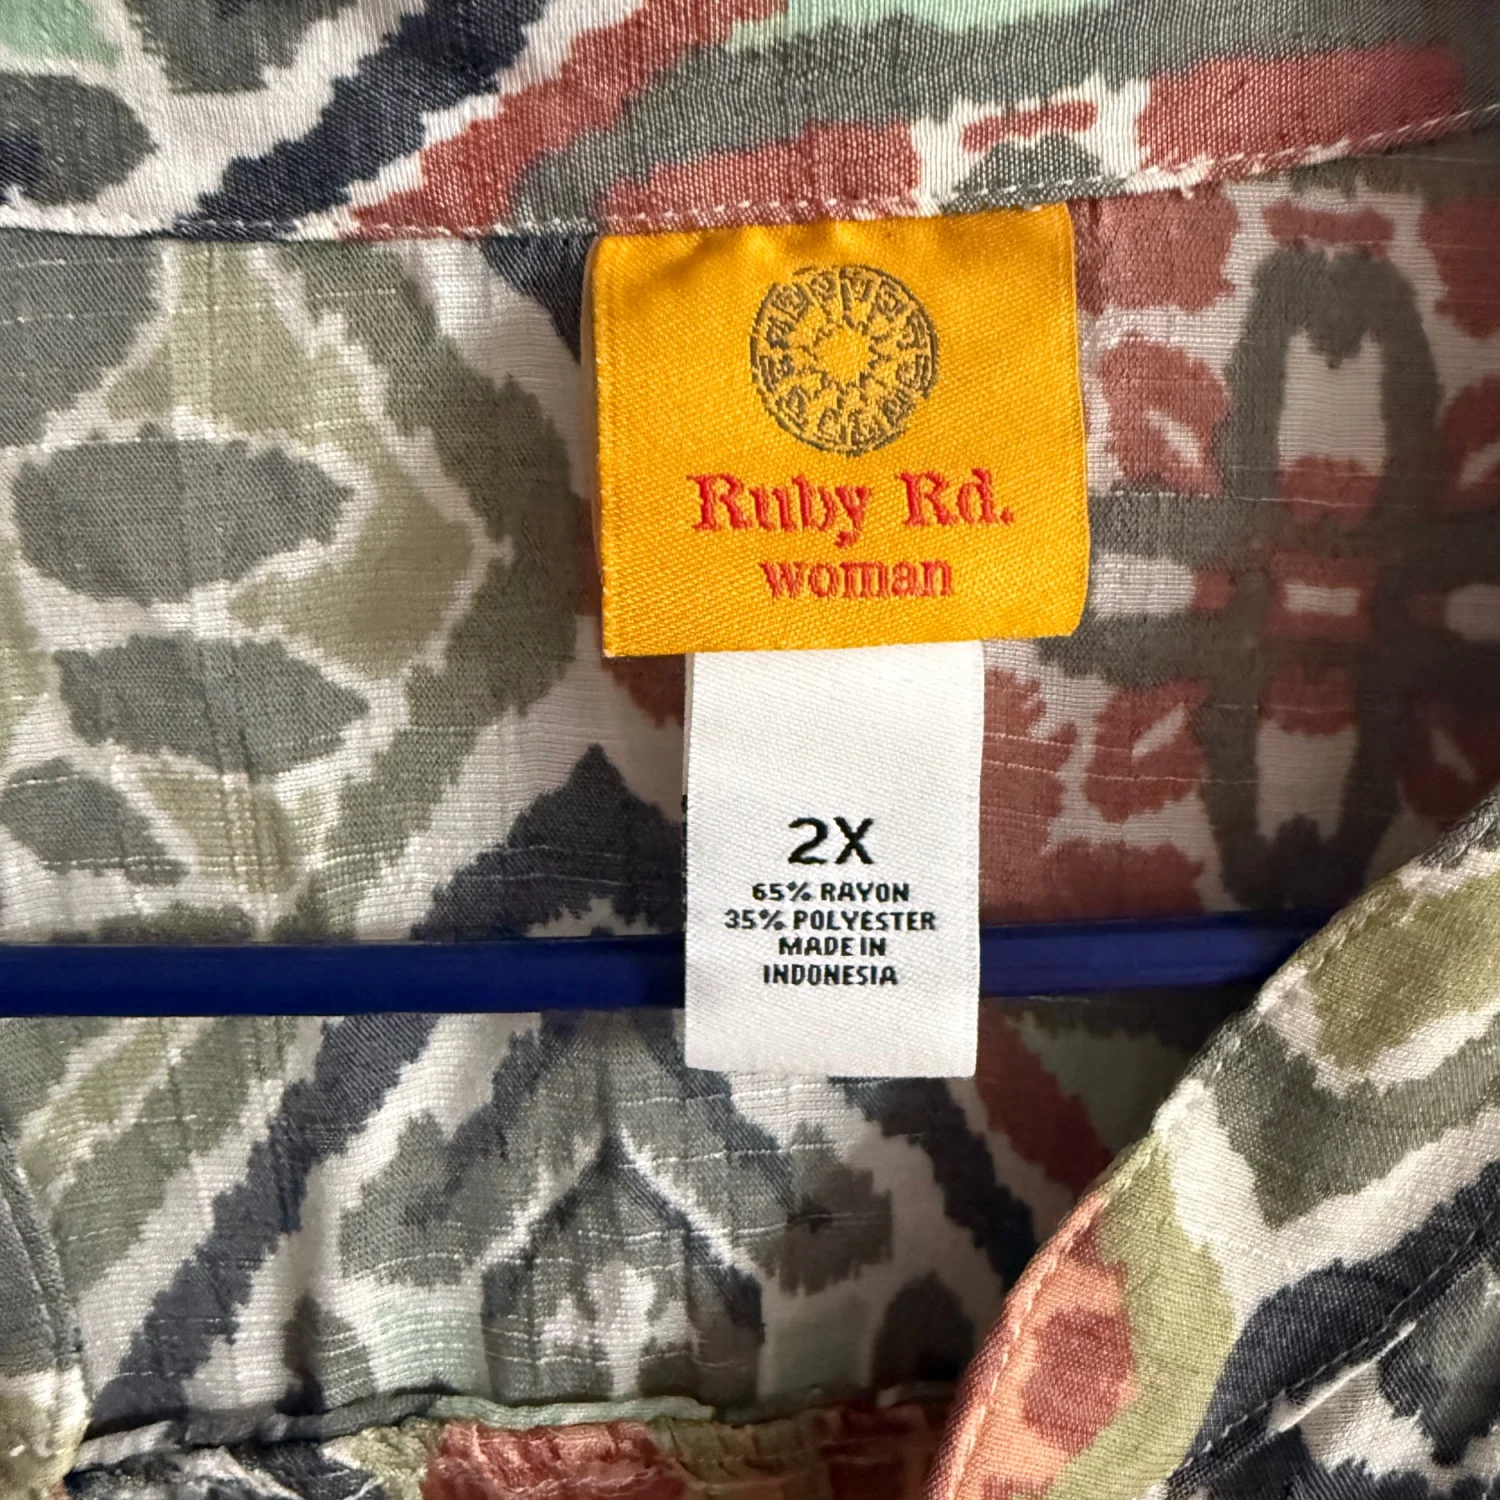 Ruby Rd.
woman
2X
65% RAYON
35% POLYESTER
MADE IN
INDONESIA